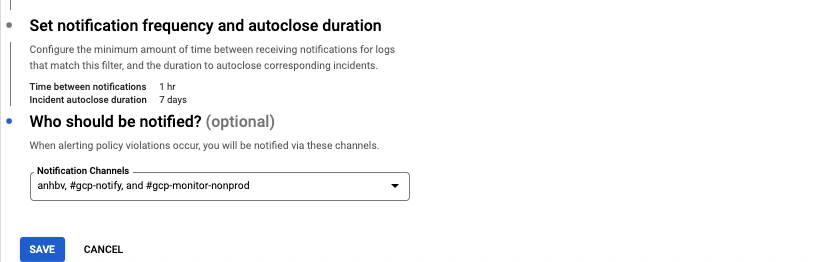 Set notification frequency and autoclose duration
Configure the minimum amount of time between receiving notifications for logs
that match this filter, and the duration to autoclose corresponding incidents.
Time between notifications 1 hr
Incident autoclose duration 7 days
Who should be notified? (optional)
When alerting policy violations occur, you will be notified via these channels.
Notification Channels
anhbv, #gcp-notify, and #gcp-monitor-nonprod
SAVE CANCEL